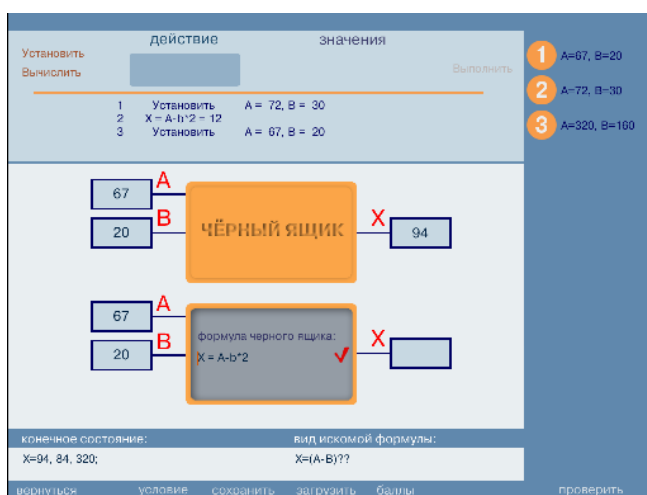 действие значения
Установить
Вычислить
Выполнить
1 Установить A = 72, B = 30
2 X = A-b*2 = 12
3 Установить A = 67, B = 20
1 A=67, B=20
2 A=72, B=30
3 A=320, B=160
67 A
20 B
ЧЁРНЫЙ ЯЩИК
X 94
67 A
20 B
формула черного ящика:
X = A-b*2
X
конечное состояние: вид искомой формулы:
X=94, 84, 320; X=(A-B)??
вернуться условие сохранить загрузить баллы проверить